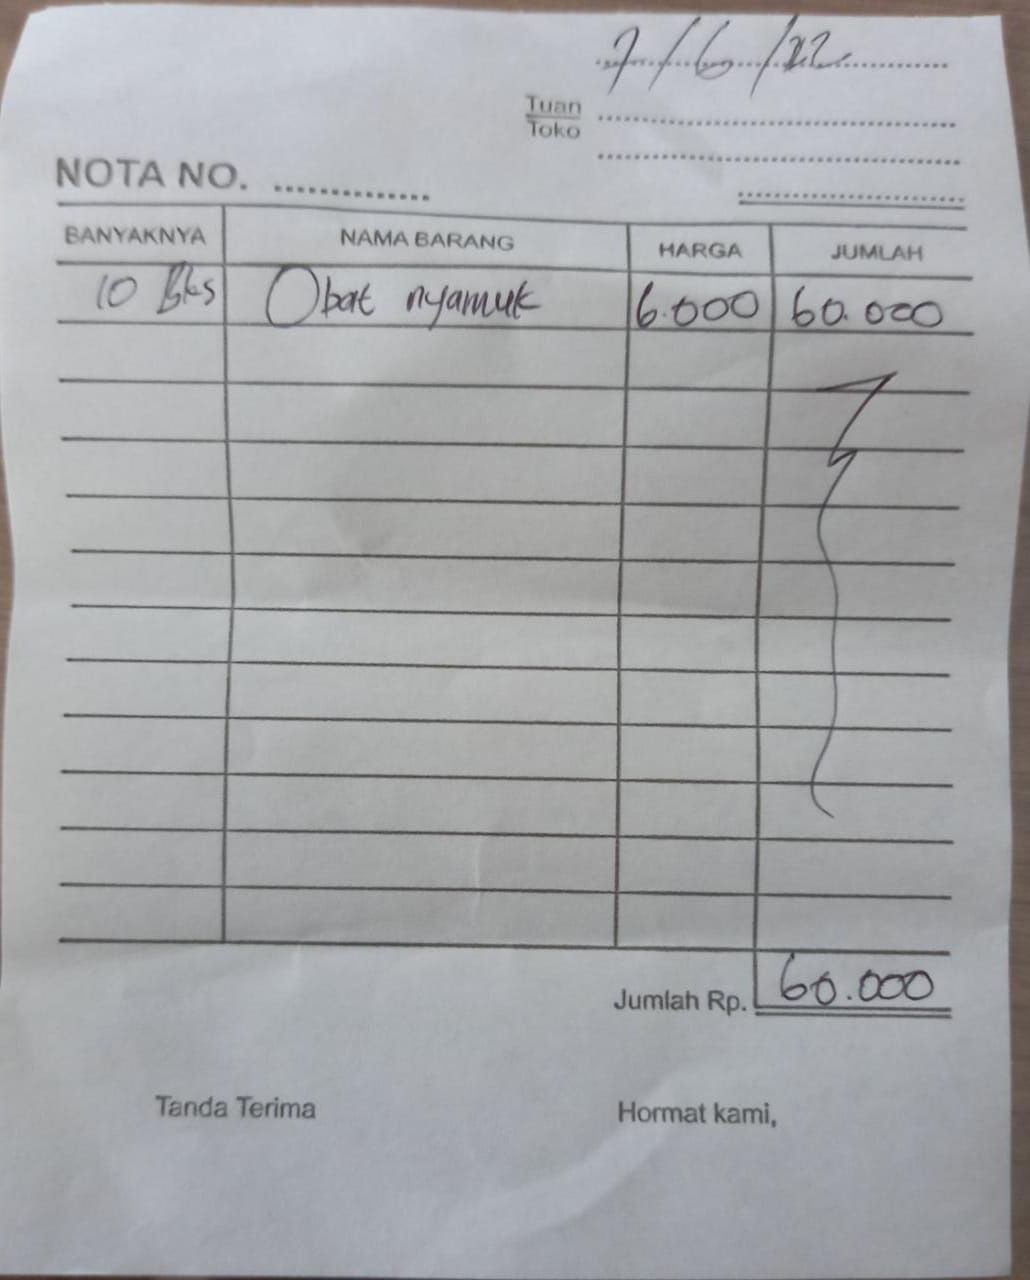 7/6/22
Tuan
Toko
NOTA NO.
BANYAKNYA NAMA BARANG HARGA JUMLAH
10 Bks Obat nyamuk 6.000 60.000
Jumlah Rp. 60.000
Tanda Terima Hormat kami,